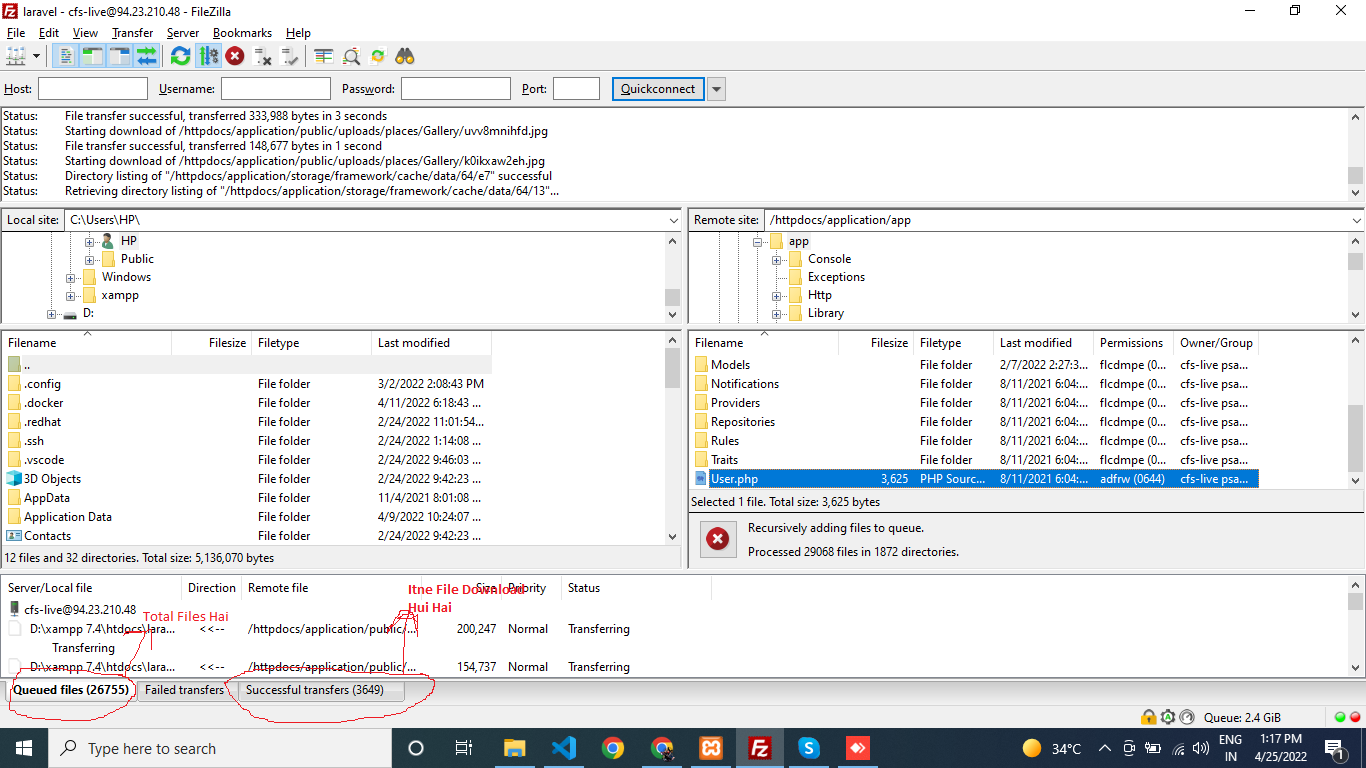 laravel - cfs-live@94.23.210.48 - FileZilla
File Edit View Transfer Server Bookmarks Help
Host: Username: Password: Port: Quickconnect
Status: File transfer successful, transferred 333,988 bytes in 3 seconds
Status: Starting download of /httpdocs/application/public/uploads/places/Gallery/uvv8mnihfd.jpg
Status: File transfer successful, transferred 148,677 bytes in 1 second
Status: Starting download of /httpdocs/application/public/uploads/places/Gallery/k0ikxaw2eh.jpg
Status: Directory listing of "/httpdocs/application/storage/framework/cache/data/64/e7" successful
Status: Retrieving directory listing of "/httpdocs/application/storage/framework/cache/data/64/13"...
Local site: C:\Users\HP\
HP
Public
Windows
xampp
D:
Remote site: /httpdocs/application/app
app
Console
Exceptions
Http
Library
Filename Filesize Filetype Last modified
..
.config File folder 3/2/2022 2:08:43 PM
.docker File folder 4/11/2022 6:18:43 ...
.redhat File folder 2/24/2022 11:01:54...
.ssh File folder 2/24/2022 1:14:08 ...
.vscode File folder 2/24/2022 9:46:03 ...
3D Objects File folder 2/24/2022 9:42:23 ...
AppData File folder 11/4/2021 8:01:08 ...
Application Data File folder 4/9/2022 10:24:07 ...
Contacts File folder 2/24/2022 9:42:23 ...
12 files and 32 directories. Total size: 5,136,070 bytes
Filename Filesize Filetype Last modified Permissions Owner/Group
Models File folder 2/7/2022 2:27:3... flcdmpe (0... cfs-live psa...
Notifications File folder 8/11/2021 6:04:... flcdmpe (0... cfs-live psa...
Providers File folder 8/11/2021 6:04:... flcdmpe (0... cfs-live psa...
Repositories File folder 8/11/2021 6:04:... flcdmpe (0... cfs-live psa...
Rules File folder 8/11/2021 6:04:... flcdmpe (0... cfs-live psa...
Traits File folder 8/11/2021 6:04:... flcdmpe (0... cfs-live psa...
User.php 3,625 PHP Sourc... 8/11/2021 6:04:... adfrw (0644) cfs-live psa...
Selected 1 file. Total size: 3,625 bytes
Recursively adding files to queue.
Processed 29068 files in 1872 directories.
Server/Local file Direction Remote file Size Priority Status
Itne File Download
Hui Hai
cfs-live@94.23.210.48
Total Files Hai
D:\xampp 7.4\htdocs\lara... <<-- /httpdocs/application/public/... 200,247 Normal Transferring
Transferring
D:\xampp 7.4\htdocs\lara... <<-- /httpdocs/application/public/... 154,737 Normal Transferring
Queued files (26755) Failed transfers Successful transfers (3649)
Queue: 2.4 GiB
Type here to search
34°C
ENG
IN
1:17 PM
4/25/2022
1